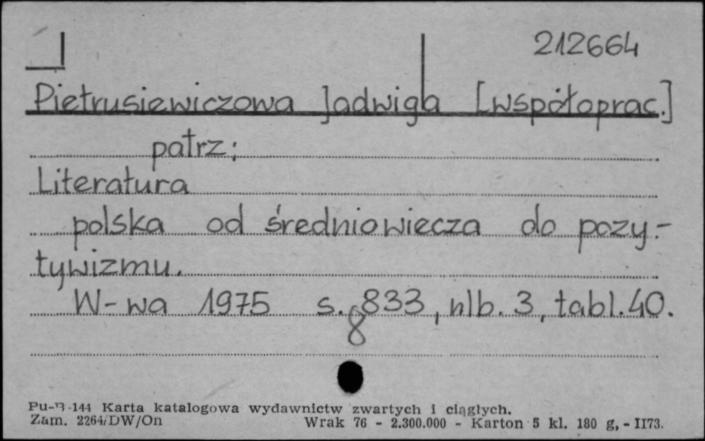 212664
Pietrusiewiczowa Jadwiga [współoprac.]
patrz:
Literatura
polska od średniowiecza do pozy-
tywizmu.
W-wa 1975 s. 833, nlb. 3, tabl. 40.
8
Pu-B-144 Karta katalogowa wydawnictw zwartych i ciągłych.
Zam. 2264/DW/On Wrak 76 - 2.300.000 - Karton 5 kl. 180 g, - II73.